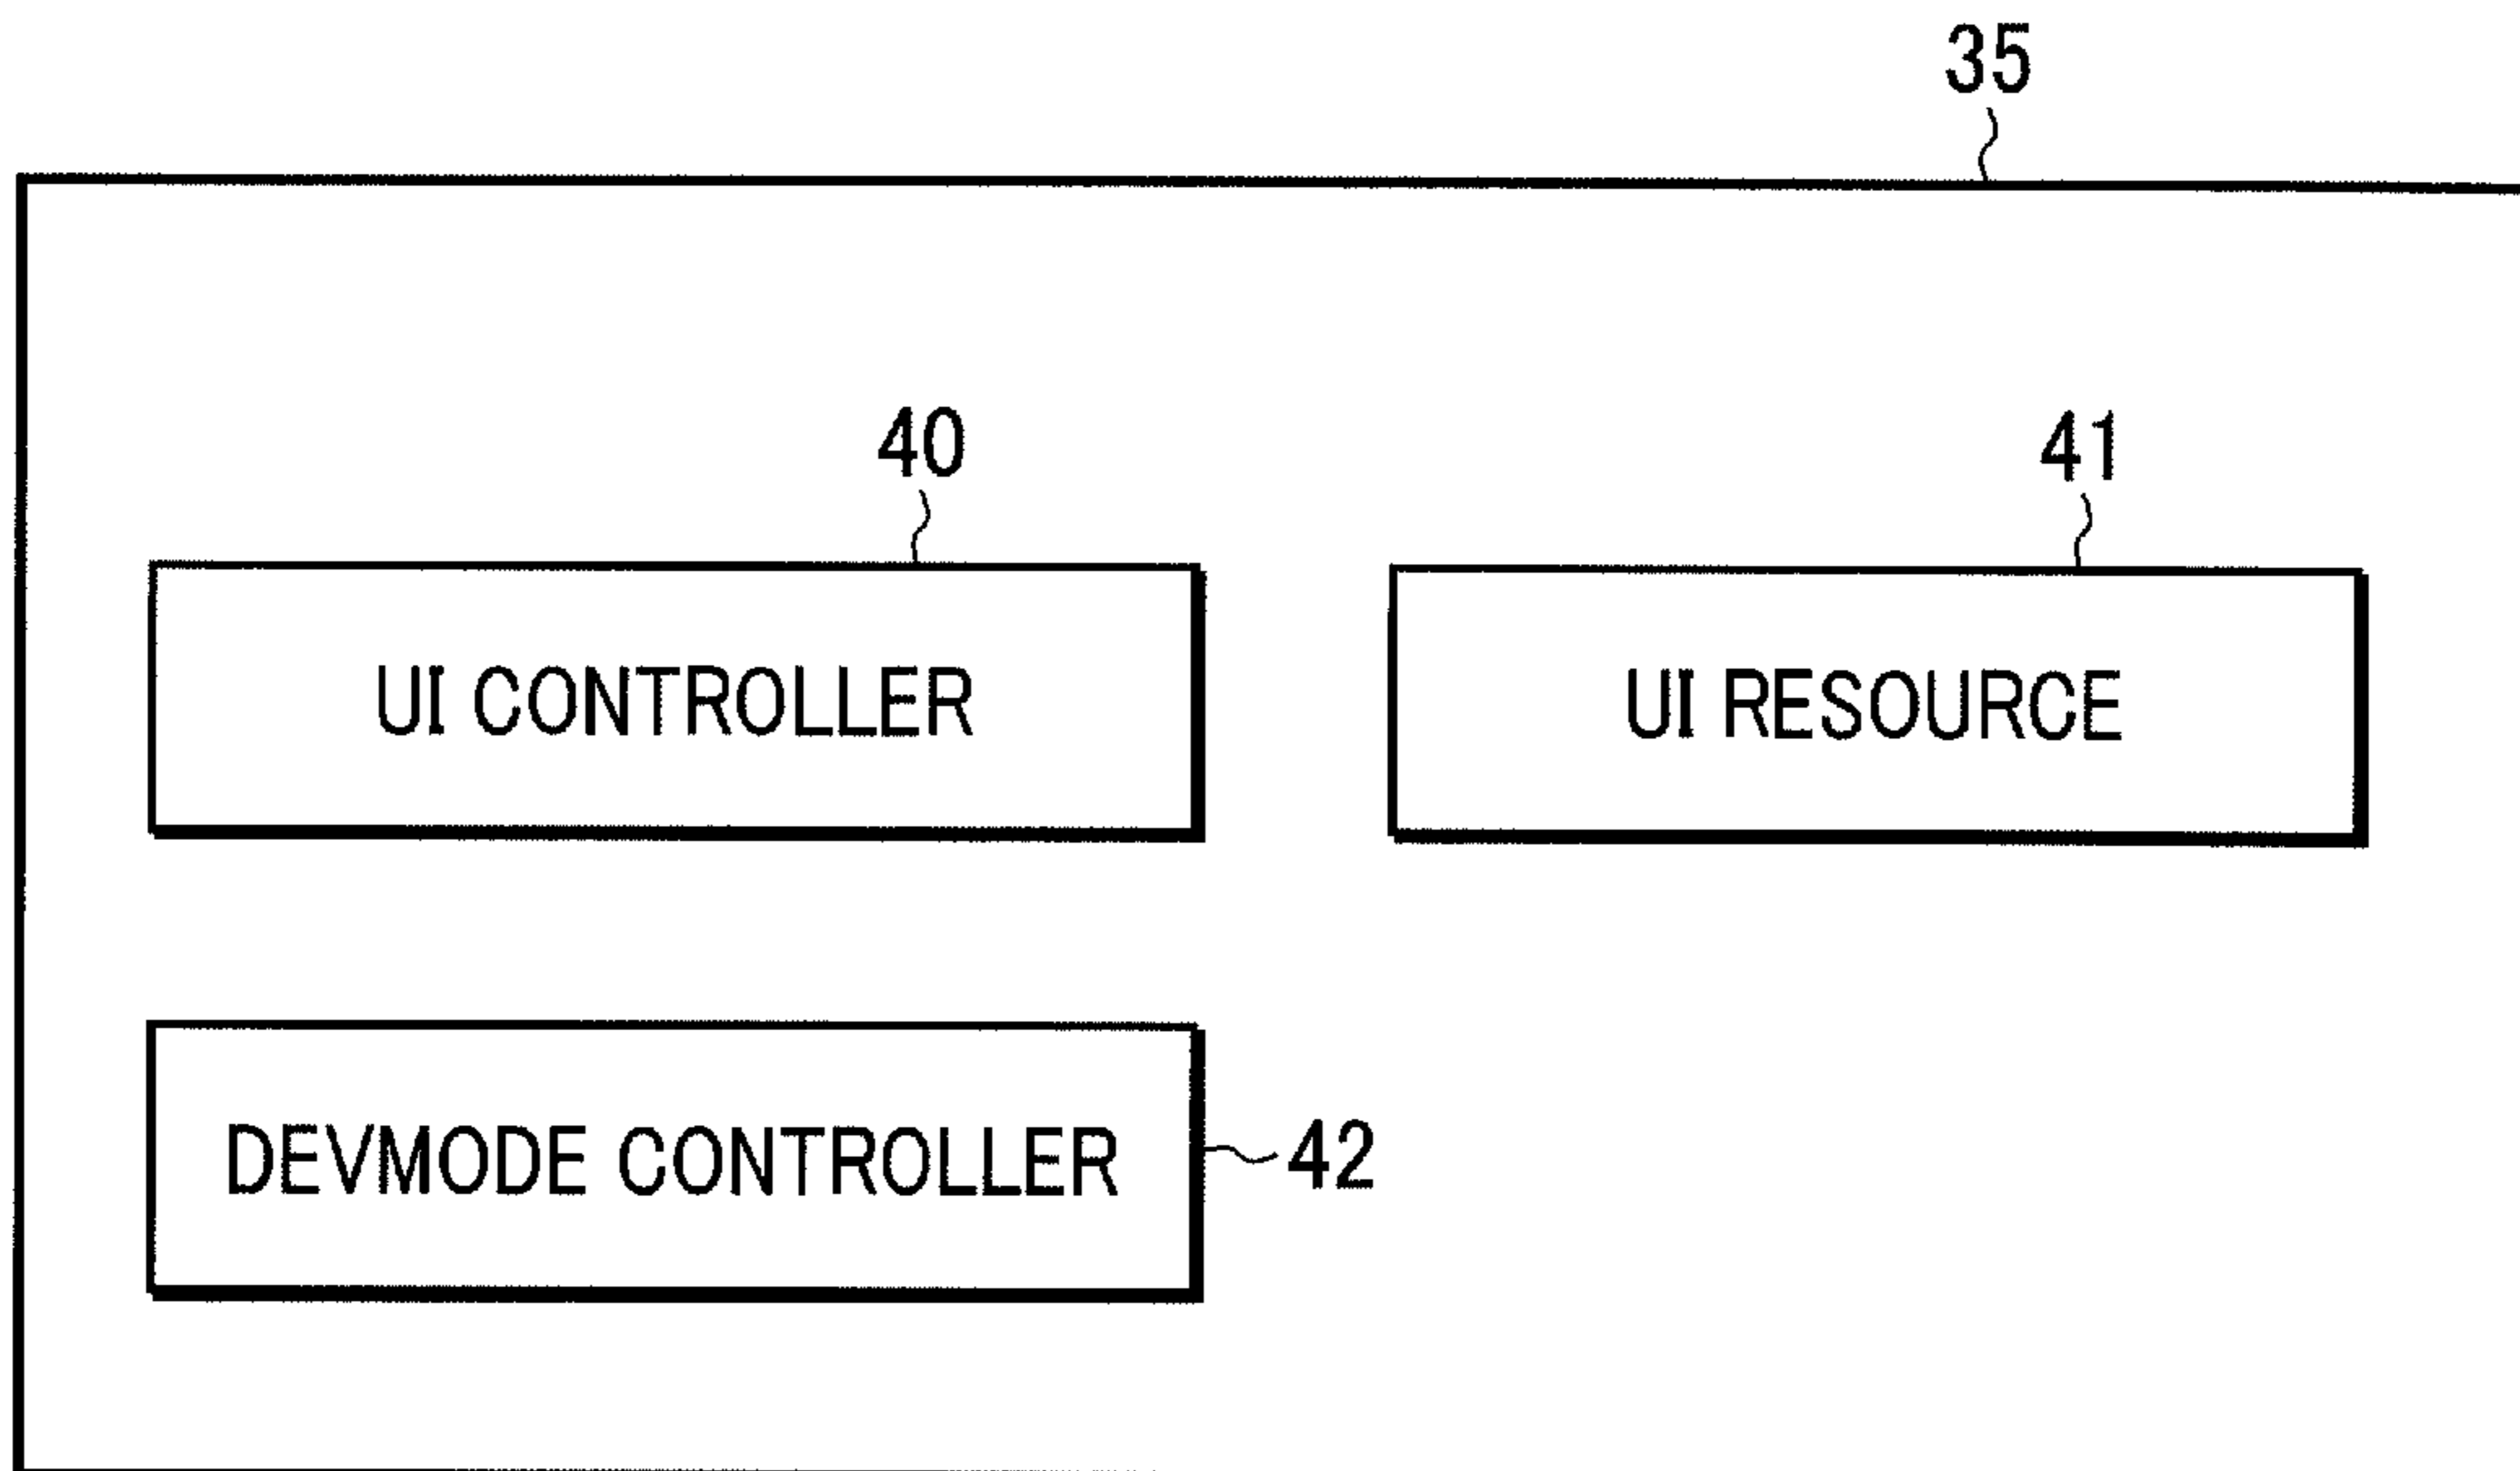 35
40
41
UI CONTROLLER
UI RESOURCE
DEVMODE CONTROLLER
42